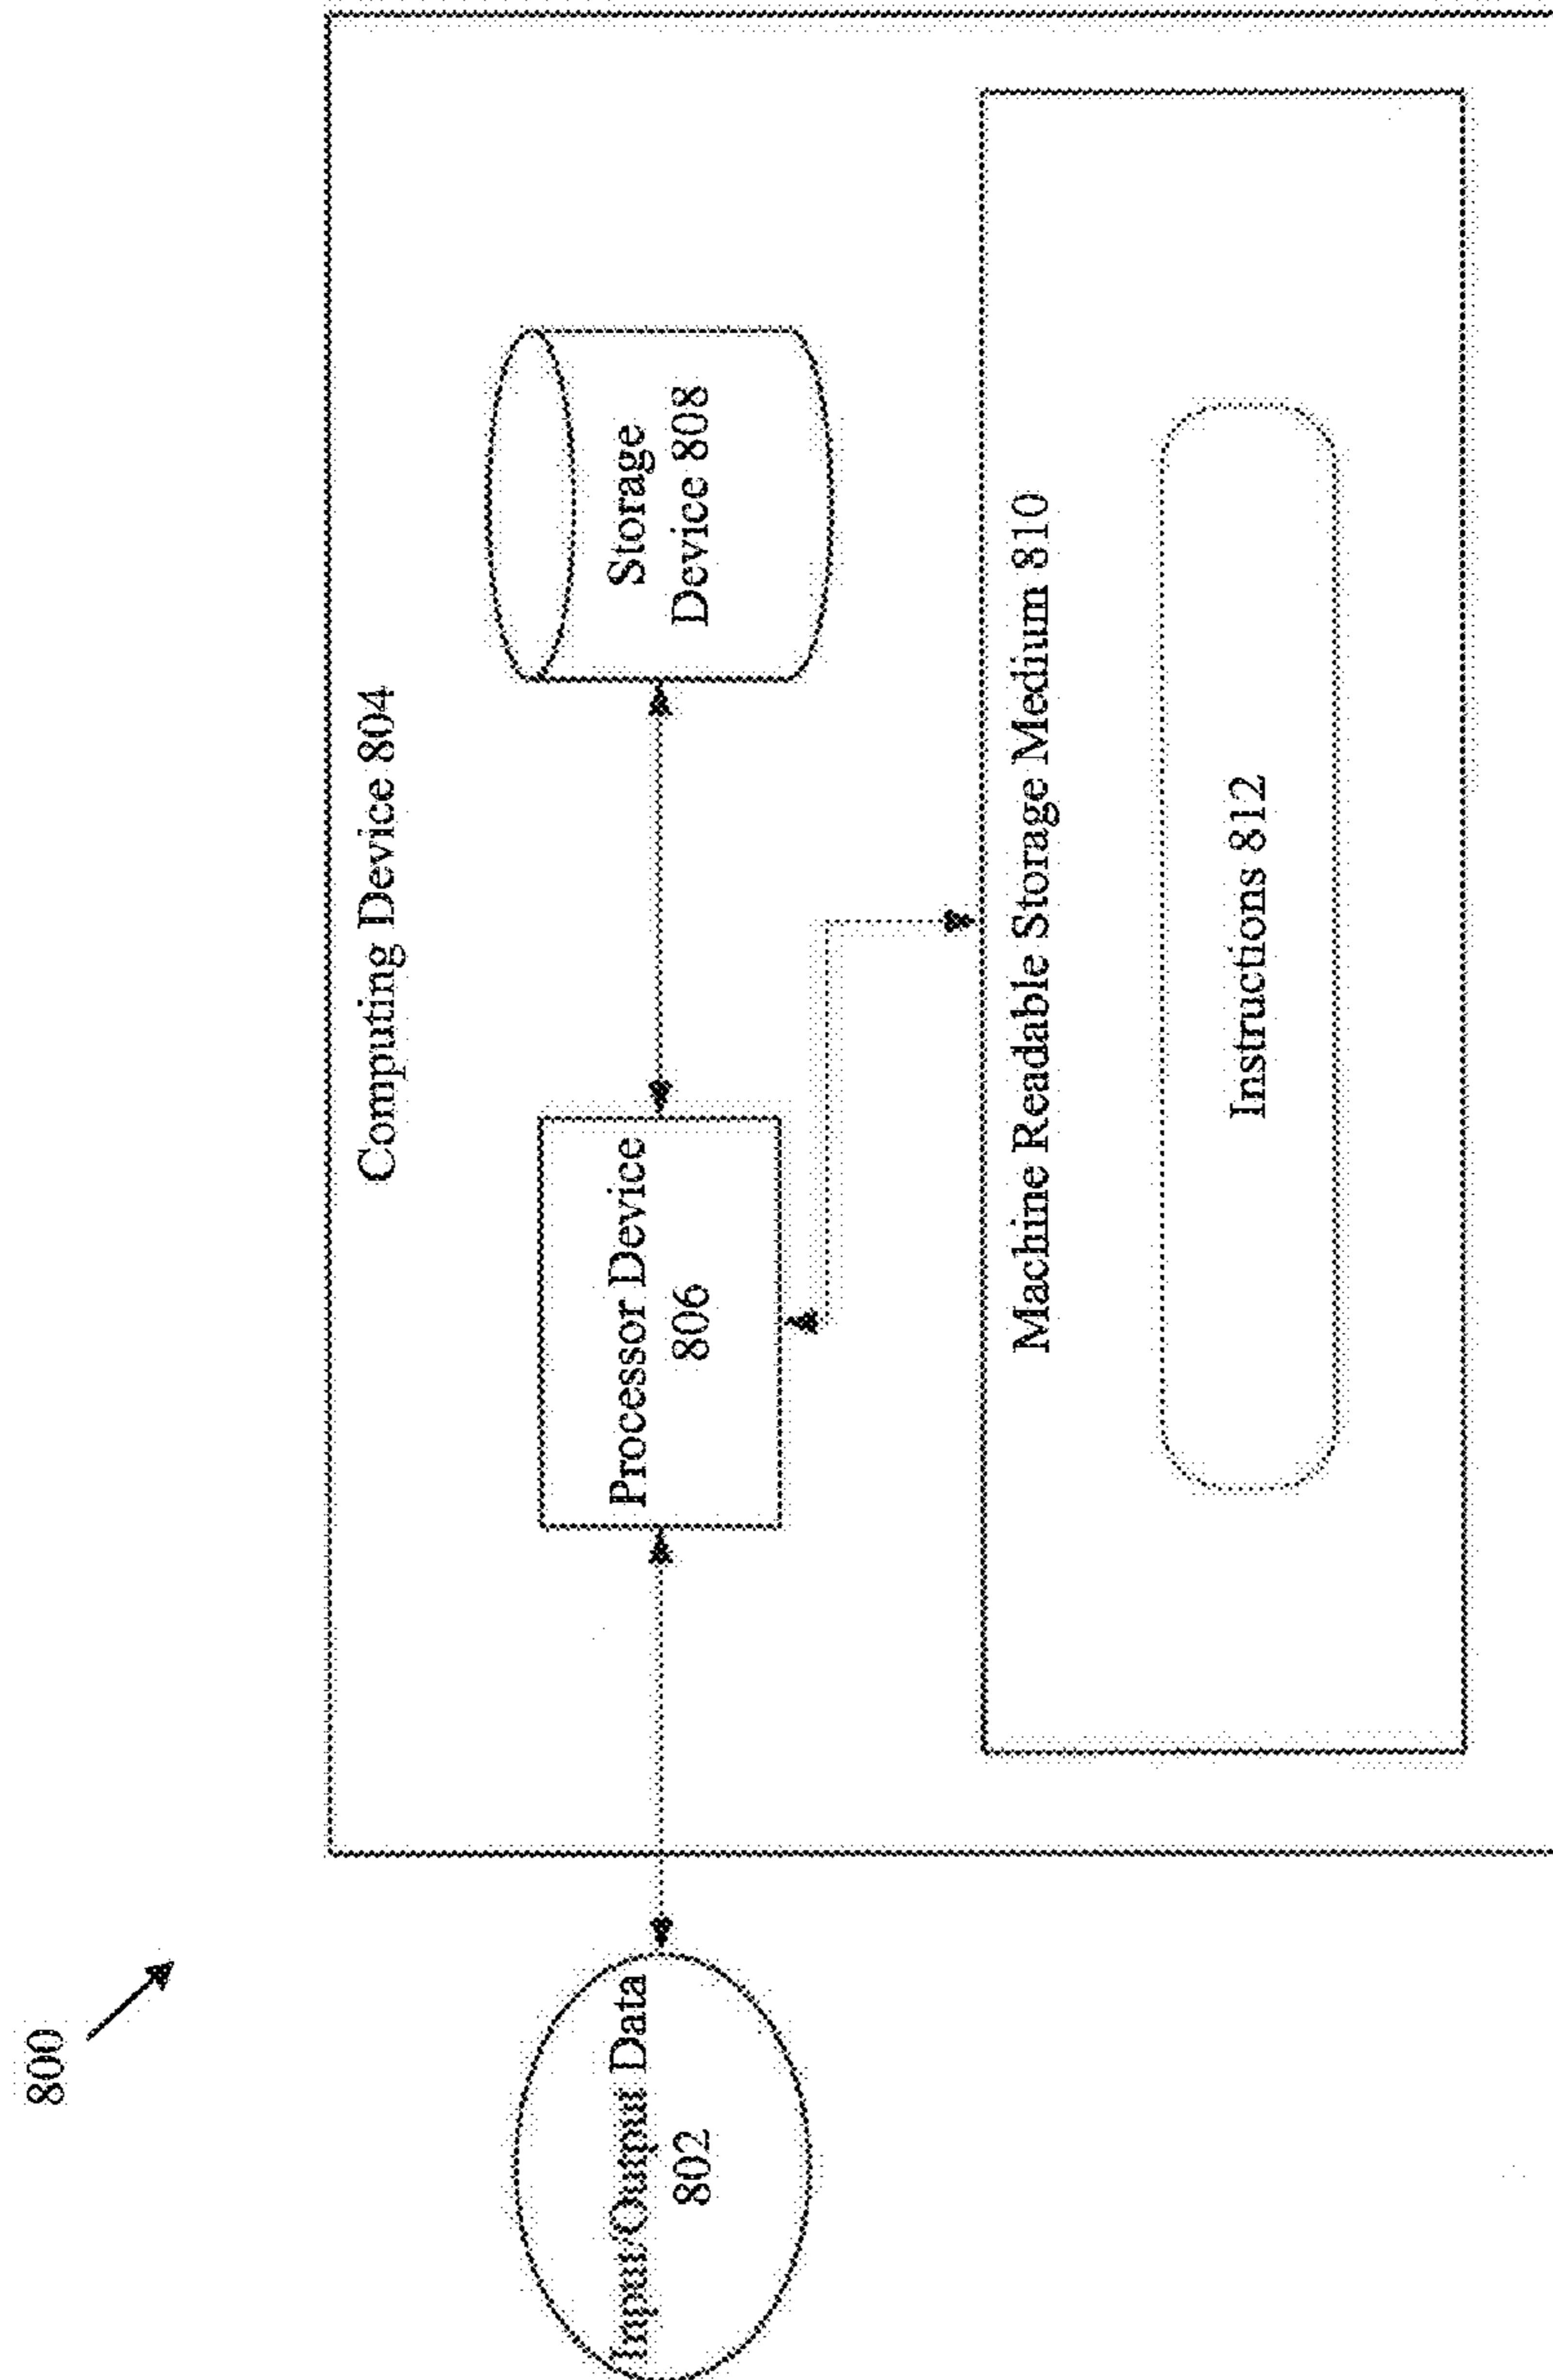 800
Computing Device 804
Input/Output Data
802
Processor Device
806
Storage
Device 808
Machine Readable Storage Medium 810
Instructions 812